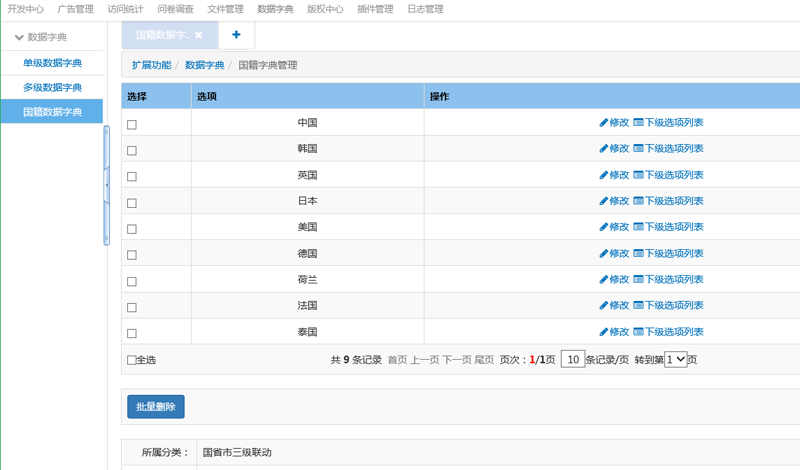 开发中心 广告管理 访问统计 问卷调查 文件管理 数据字典 版权中心 插件管理 日志管理
数据字典
单级数据字典
多级数据字典
国籍数据字典
国籍数据字.. ✖ +
扩展功能 / 数据字典 / 国籍字典管理
选择 选项 操作
中国 修改 下级选项列表
韩国 修改 下级选项列表
英国 修改 下级选项列表
日本 修改 下级选项列表
美国 修改 下级选项列表
德国 修改 下级选项列表
荷兰 修改 下级选项列表
法国 修改 下级选项列表
泰国 修改 下级选项列表
全选 共 9 条记录 首页 上一页 下一页 尾页 页次：1/1页 10 条记录/页 转到第 1 页
批量删除
所属分类： 国省市三级联动